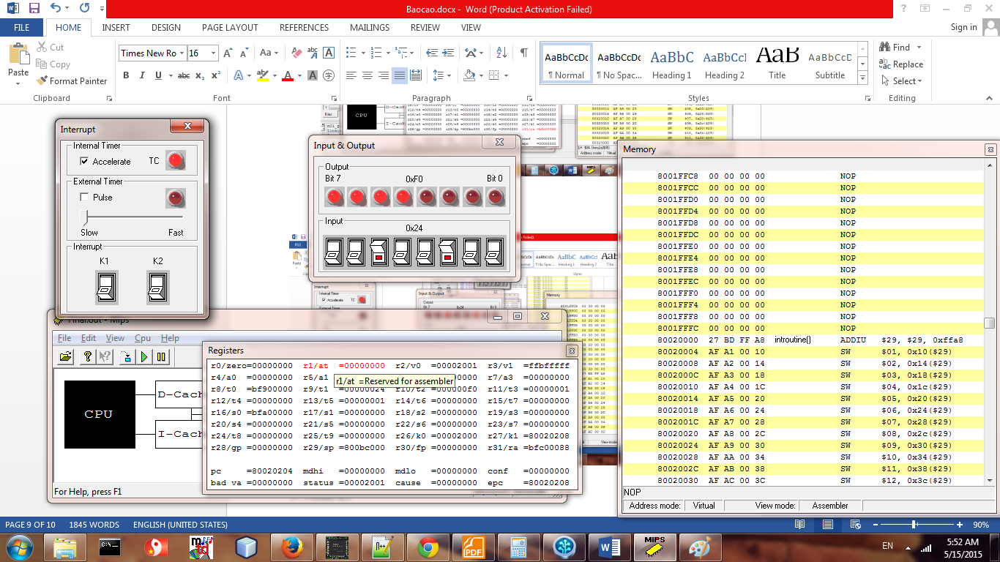 Baocao.docx - Word (Product Activation Failed)
FILE HOME INSERT DESIGN PAGE LAYOUT REFERENCES MAILINGS REVIEW VIEW Sign in
Paste
Cut
Copy
Format Painter
Clipboard
Times New Ro 16
Font
Paragraph
AaBbCcDc AaBbCcDc AaBbC AaBbCcl AaB AaBbCcD
¶ Normal ¶ No Spac... Heading 1 Heading 2 Title Subtitle
Styles
Find
Replace
Select
Editing
Interrupt
Internal Timer
Accelerate TC
External Timer
Pulse
Slow Fast
Interrupt
K1 K2
Input & Output
Output
Bit 7 0xF0 Bit 0
Input
0x24
Memory
8001FFC8 00 00 00 00 NOP
8001FFCC 00 00 00 00 NOP
8001FFD0 00 00 00 00 NOP
8001FFD4 00 00 00 00 NOP
8001FFD8 00 00 00 00 NOP
8001FFDC 00 00 00 00 NOP
8001FFE0 00 00 00 00 NOP
8001FFE4 00 00 00 00 NOP
8001FFE8 00 00 00 00 NOP
8001FFEC 00 00 00 00 NOP
8001FFF0 00 00 00 00 NOP
8001FFF4 00 00 00 00 NOP
8001FFF8 00 00 00 00 NOP
8001FFFC 00 00 00 00 NOP
80020000 27 BD FF A8 introutine() ADDIU $29, $29, 0xffa8
80020004 AF A1 00 10 SW $01, 0x10($29)
80020008 AF A2 00 14 SW $02, 0x14($29)
8002000C AF A3 00 18 SW $03, 0x18($29)
80020010 AF A4 00 1C SW $04, 0x1c($29)
80020014 AF A5 00 20 SW $05, 0x20($29)
80020018 AF A6 00 24 SW $06, 0x24($29)
8002001C AF A7 00 28 SW $07, 0x28($29)
80020020 AF A8 00 2C SW $08, 0x2c($29)
80020024 AF A9 00 30 SW $09, 0x30($29)
80020028 AF AA 00 34 SW $10, 0x34($29)
8002002C AF AB 00 38 SW $11, 0x38($29)
80020030 AF AC 00 3C SW $12, 0x3c($29)
NOP
Address mode: Virtual View mode: Assembler
File Edit View Cpu Help
CPU
D-Cach
I-Cach
For Help, press F1
Registers
r0/zero=00000000 r1/at =00000000 r2/v0 =00002001 r3/v1 =ffbfffff
r4/a0 =00000000 r5/a1 r7/a3 =00000000
r1/at =Reserved for assembler
r8/t0 =bf900000 r9/t1 =00000024 r10/t2 =000000f0 r11/t3 =00000001
r12/t4 =00000000 r13/t5 =00000001 r14/t6 =00000000 r15/t7 =00000000
r16/s0 =bfa00000 r17/s1 =00000000 r18/s2 =00000000 r19/s3 =00000000
r20/s4 =00000000 r21/s5 =00000000 r22/s6 =00000000 r23/s7 =00000000
r24/t8 =00000000 r25/t9 =00000000 r26/k0 =00002000 r27/k1 =80020208
r28/gp =00000000 r29/sp =800bc000 r30/fp =00000000 r31/ra =bfc00088
pc =80020204 mdhi =00000000 mdlo =00000000 conf =00000000
bad va =00000000 status =00002001 cause =00000000 epc =80020208
PAGE 9 OF 10 1845 WORDS ENGLISH (UNITED STATES) 90%
EN 5:52 AM
5/15/2015